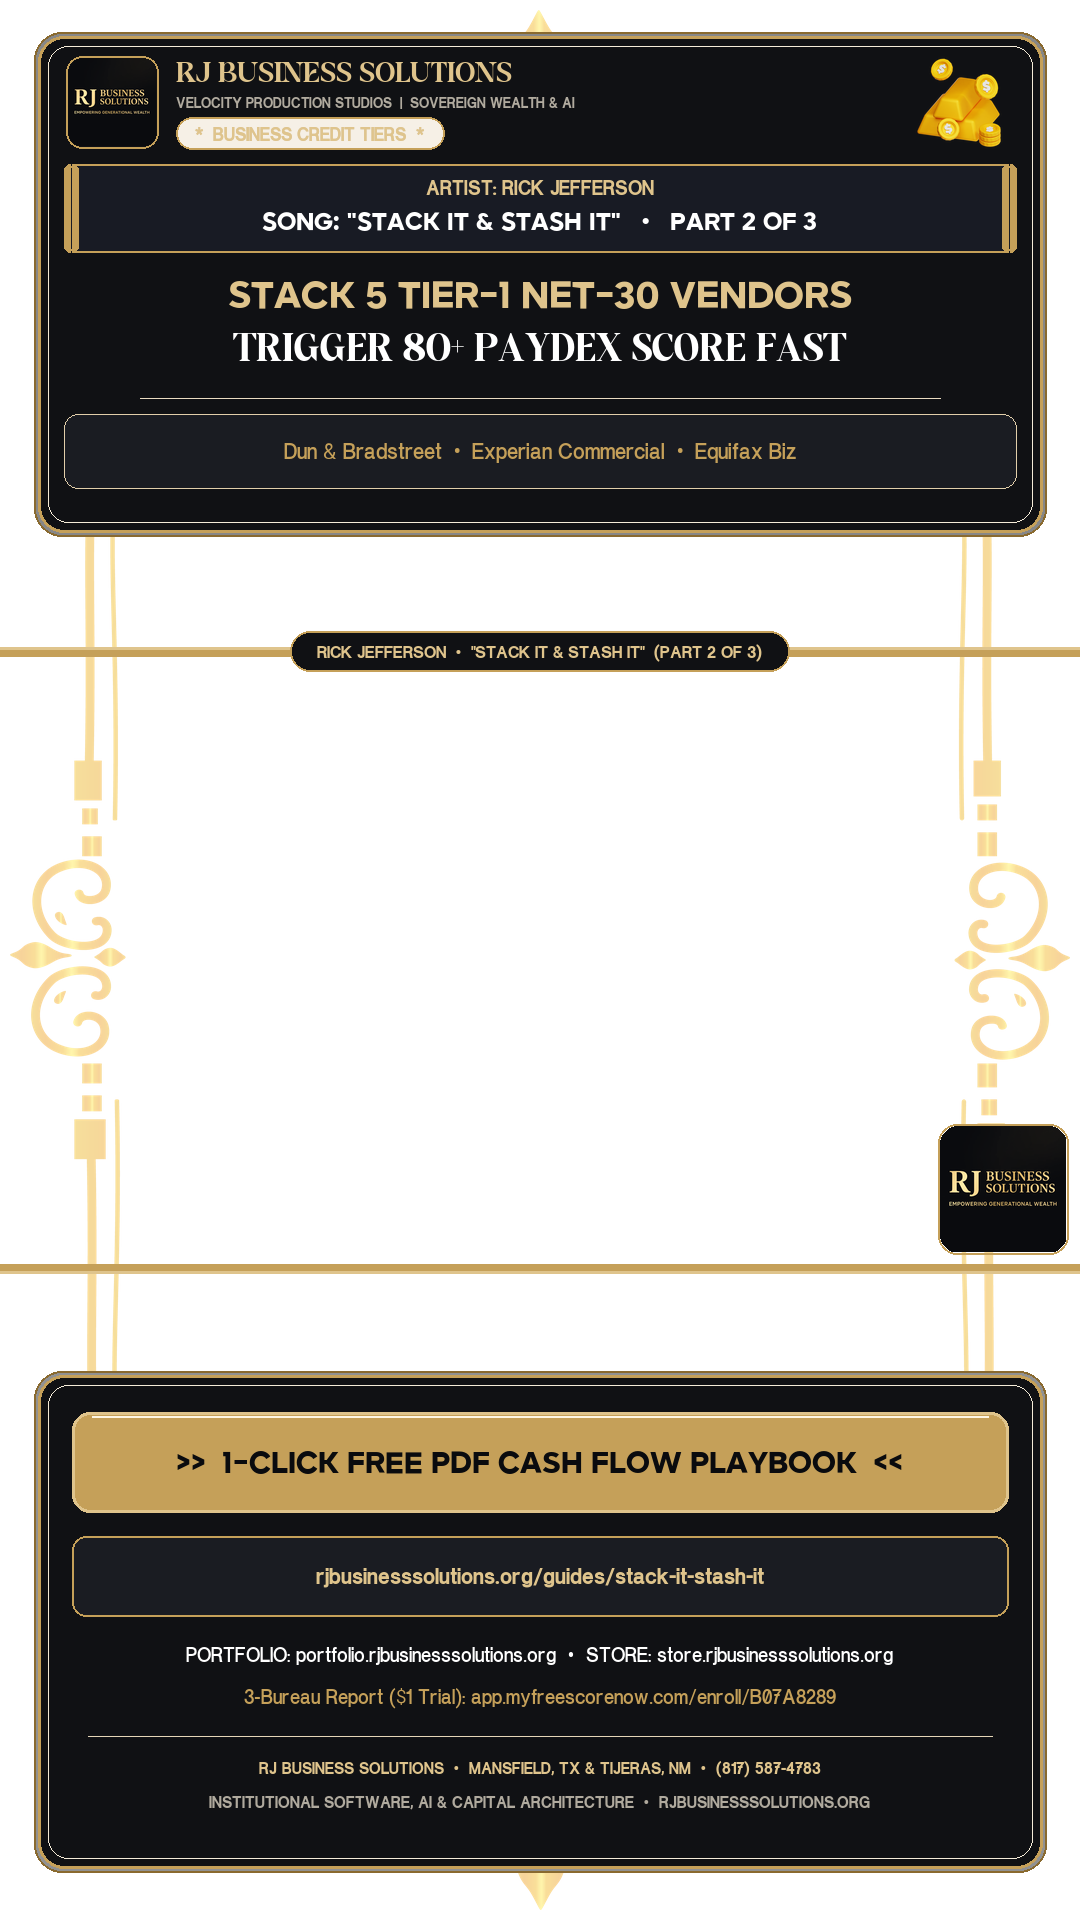 RJ BUSINESS SOLUTIONS
EMPOWERING GENERATIONAL WEALTH
RJ BUSINESS SOLUTIONS
VELOCITY PRODUCTION STUDIOS | SOVEREIGN WEALTH & AI
* BUSINESS CREDIT TIERS *
ARTIST: RICK JEFFERSON
SONG: "STACK IT & STASH IT" • PART 2 OF 3
STACK 5 TIER-1 NET-30 VENDORS
TRIGGER 80+ PAYDEX SCORE FAST
Dun & Bradstreet • Experian Commercial • Equifax Biz
RICK JEFFERSON • "STACK IT & STASH IT" (PART 2 OF 3)
RJ BUSINESS SOLUTIONS
EMPOWERING GENERATIONAL WEALTH
>> 1-CLICK FREE PDF CASH FLOW PLAYBOOK <<
rjbusinesssolutions.org/guides/stack-it-stash-it
PORTFOLIO: portfolio.rjbusinesssolutions.org • STORE: store.rjbusinesssolutions.org
3-Bureau Report ($1 Trial): app.myfreescorenow.com/enroll/B07A8289
RJ BUSINESS SOLUTIONS • MANSFIELD, TX & TIJERAS, NM • (817) 587-4783
INSTITUTIONAL SOFTWARE, AI & CAPITAL ARCHITECTURE • RJBUSINESSSOLUTIONS.ORG